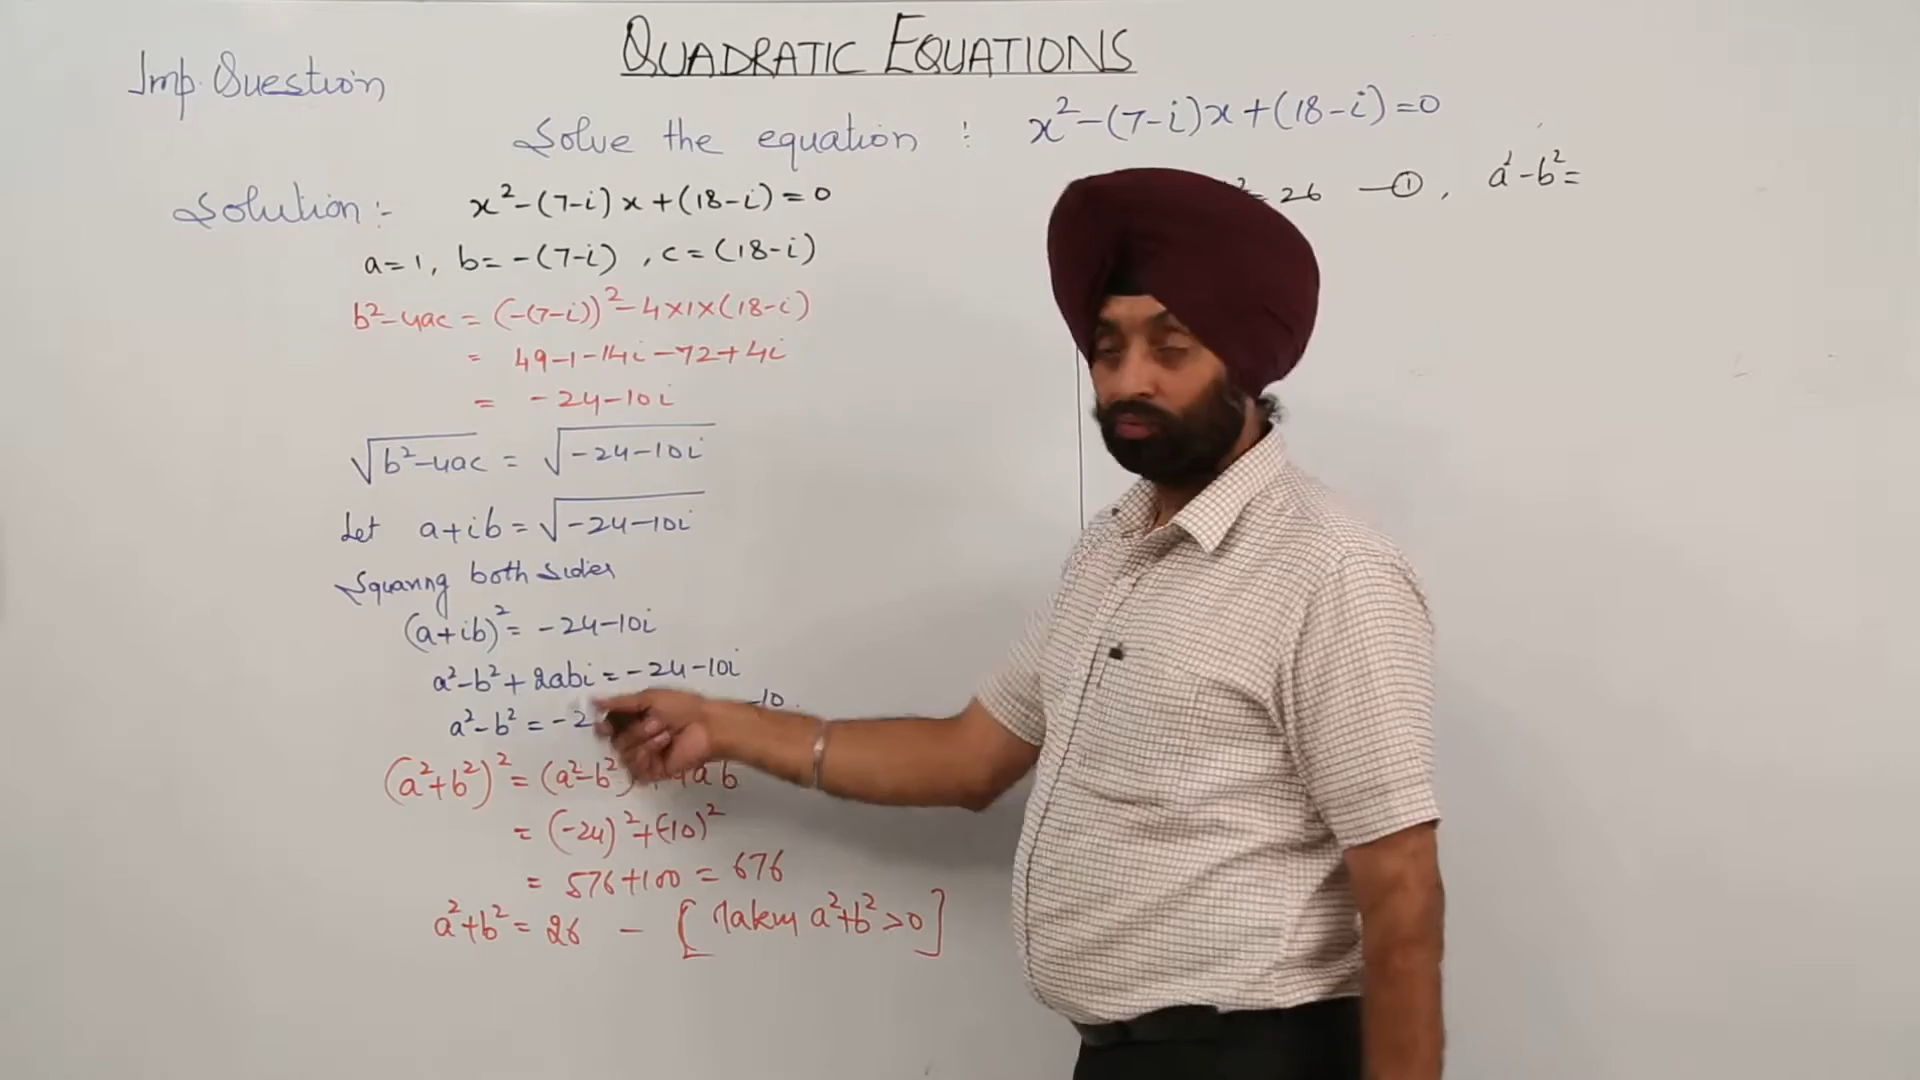 QUADRATIC EQUATIONS
Imp. Question
Solve the equation : x²-(7-i)x+(18-i)=0
Solution:- x²-(7-i)x+(18-i)=0
a=1, b=-(7-i), c=(18-i)
b²-4ac = (-(7-i))²-4×1×(18-i)
= 49-1-14i-72+4i
= -24-10i
√b²-4ac = √-24-10i
Let a+ib = √-24-10i
Squaring both sides
(a+ib)² = -24-10i
a²-b²+2abi = -24-10i
a²-b² = -2 -10
(a²+b²)² = (a²-b²) + 4a b
= (-24)²+(-10)²
= 576+100 = 676
a²+b² = 26 - [ a²+b²>0]
² = 26 —①, a²-b²=